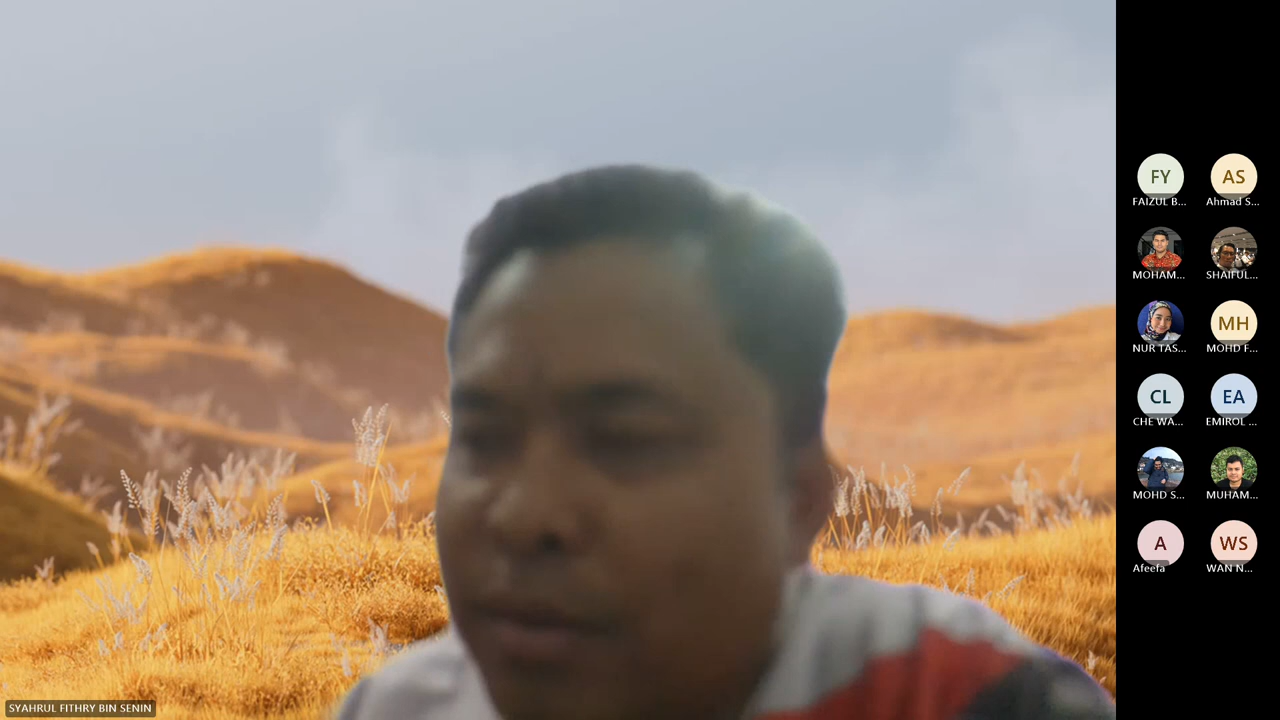 FY
AS
FAIZUL B...
Ahmad S...
MOHAM...
SHAIFUL...
MH
NUR TAS...
MOHD F...
CL
EA
CHE WA...
EMIROL ...
MOHD S...
MUHAM...
A
WS
Afeefa
WAN N...
SYAHRUL FITHRY BIN SENIN